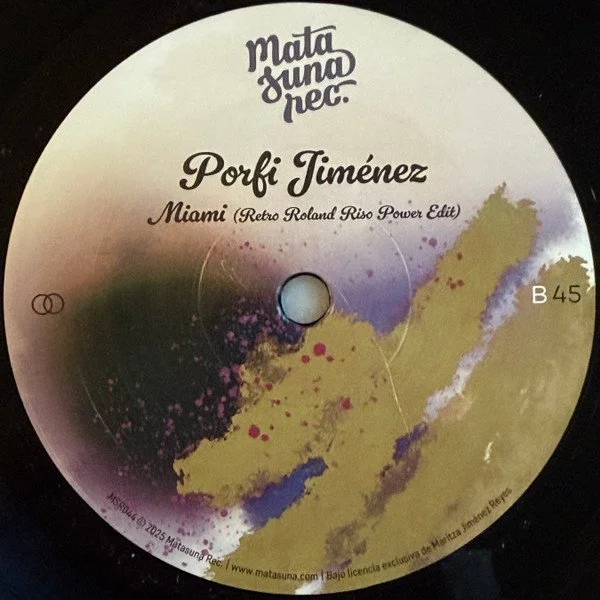 Mata
suna
rec.
Porfi Jiménez
Miami (Retro Roland Riso Power Edit)
B 45
MSR044 © 2025 Matasuna Rec. | www.matasuna.com | Bajo licencia exclusiva de Maritza Jiménez Reyes